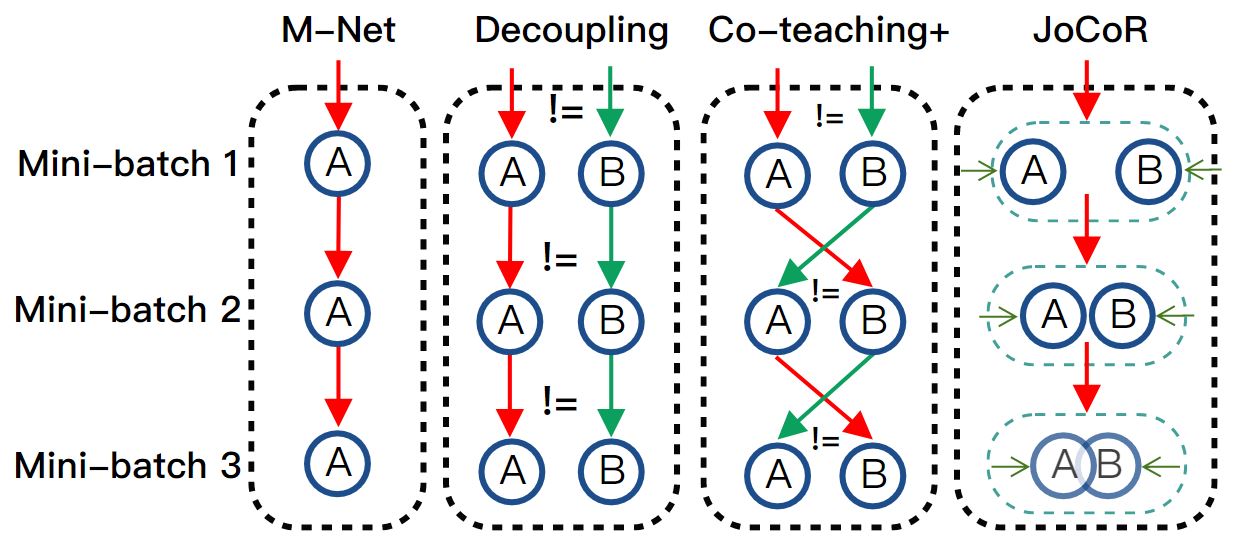 M-Net Decoupling Co-teaching+ JoCoR
!= !=
Mini-batch 1 A A B A B A B
!= !=
Mini-batch 2 A A B A B A B
!= !=
Mini-batch 3 A A B A B A B